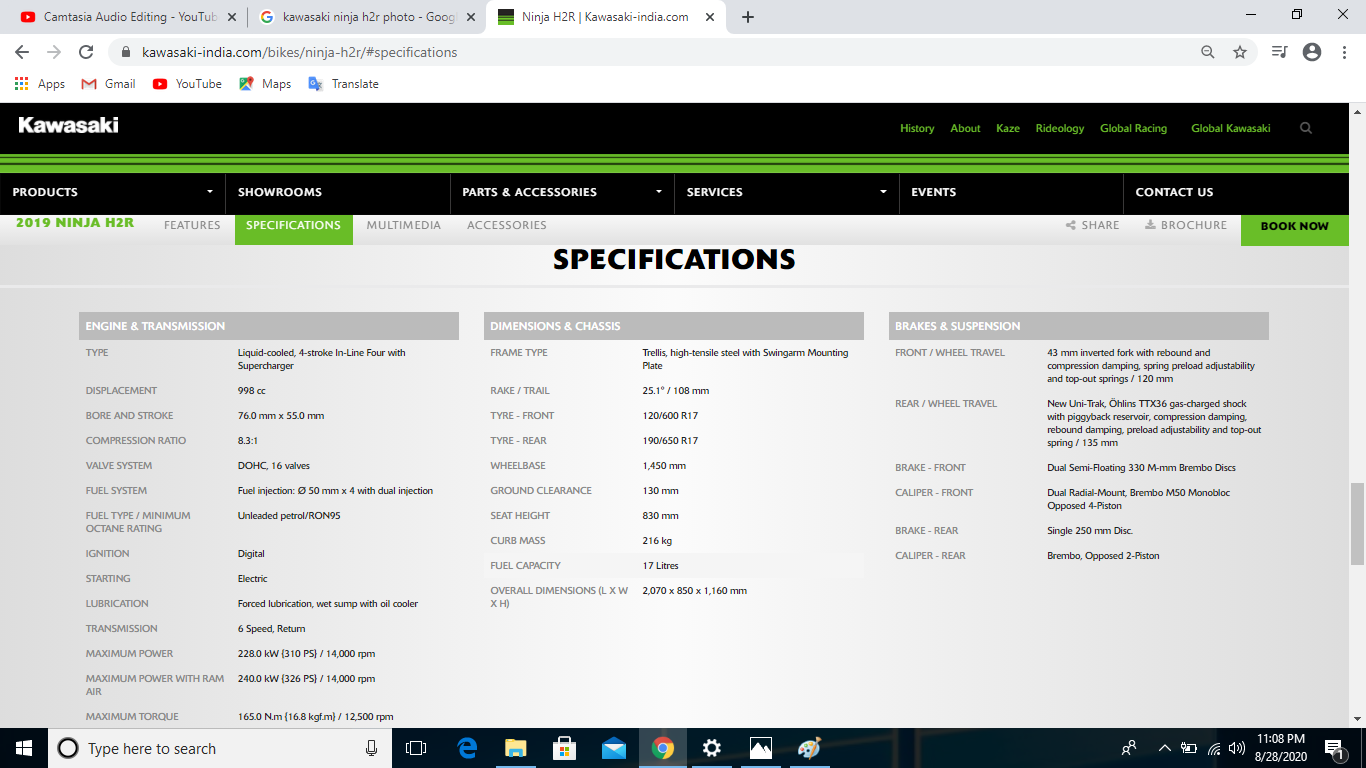 Camtasia Audio Editing - YouTub
kawasaki ninja h2r photo - Googl
Ninja H2R | Kawasaki-india.com
kawasaki-india.com/bikes/ninja-h2r/#specifications
Apps Gmail YouTube Maps Translate
Kawasaki
History About Kaze Rideology Global Racing Global Kawasaki
PRODUCTS SHOWROOMS PARTS & ACCESSORIES SERVICES EVENTS CONTACT US
2019 NINJA H2R FEATURES SPECIFICATIONS MULTIMEDIA ACCESSORIES SHARE BROCHURE BOOK NOW
SPECIFICATIONS
ENGINE & TRANSMISSION
TYPE Liquid-cooled, 4-stroke In-Line Four with
Supercharger
DISPLACEMENT 998 cc
BORE AND STROKE 76.0 mm x 55.0 mm
COMPRESSION RATIO 8.3:1
VALVE SYSTEM DOHC, 16 valves
FUEL SYSTEM Fuel injection: Ø 50 mm x 4 with dual injection
FUEL TYPE / MINIMUM Unleaded petrol/RON95
OCTANE RATING
IGNITION Digital
STARTING Electric
LUBRICATION Forced lubrication, wet sump with oil cooler
TRANSMISSION 6 Speed, Return
MAXIMUM POWER 228.0 kW {310 PS} / 14,000 rpm
MAXIMUM POWER WITH RAM 240.0 kW {326 PS} / 14,000 rpm
AIR
MAXIMUM TORQUE 165.0 N.m {16.8 kgf.m} / 12,500 rpm
DIMENSIONS & CHASSIS
FRAME TYPE Trellis, high-tensile steel with Swingarm Mounting
Plate
RAKE / TRAIL 25.1° / 108 mm
TYRE - FRONT 120/600 R17
TYRE - REAR 190/650 R17
WHEELBASE 1,450 mm
GROUND CLEARANCE 130 mm
SEAT HEIGHT 830 mm
CURB MASS 216 kg
FUEL CAPACITY 17 Litres
OVERALL DIMENSIONS (L X W 2,070 x 850 x 1,160 mm
X H)
BRAKES & SUSPENSION
FRONT / WHEEL TRAVEL 43 mm inverted fork with rebound and
compression damping, spring preload adjustability
and top-out springs / 120 mm
REAR / WHEEL TRAVEL New Uni-Trak, Öhlins TTX36 gas-charged shock
with piggyback reservoir, compression damping,
rebound damping, preload adjustability and top-out
spring / 135 mm
BRAKE - FRONT Dual Semi-Floating 330 M-mm Brembo Discs
CALIPER - FRONT Dual Radial-Mount, Brembo M50 Monobloc
Opposed 4-Piston
BRAKE - REAR Single 250 mm Disc.
CALIPER - REAR Brembo, Opposed 2-Piston
Type here to search
11:08 PM
8/28/2020
1